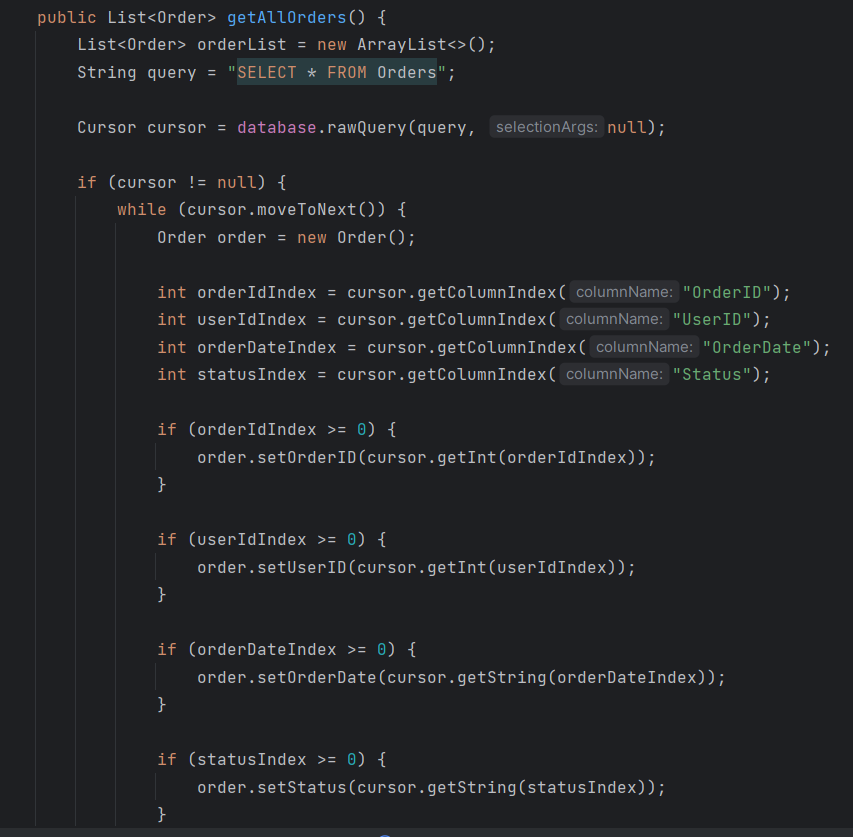 public List<Order> getAllOrders() {
List<Order> orderList = new ArrayList<>();
String query = "SELECT * FROM Orders";
Cursor cursor = database.rawQuery(query, selectionArgs: null);
if (cursor != null) {
while (cursor.moveToNext()) {
Order order = new Order();
int orderIdIndex = cursor.getColumnIndex( columnName: "OrderID");
int userIdIndex = cursor.getColumnIndex( columnName: "UserID");
int orderDateIndex = cursor.getColumnIndex( columnName: "OrderDate");
int statusIndex = cursor.getColumnIndex( columnName: "Status");
if (orderIdIndex >= 0) {
order.setOrderID(cursor.getInt(orderIdIndex));
}
if (userIdIndex >= 0) {
order.setUserID(cursor.getInt(userIdIndex));
}
if (orderDateIndex >= 0) {
order.setOrderDate(cursor.getString(orderDateIndex));
}
if (statusIndex >= 0) {
order.setStatus(cursor.getString(statusIndex));
}